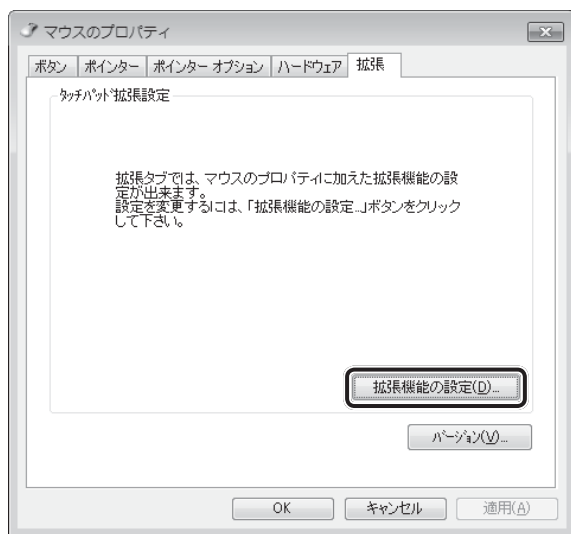 マウスのプロパティ
ボタン ポインター ポインター オプション ハードウェア 拡張
タッチパッド拡張設定
拡張タブでは、マウスのプロパティに加えた拡張機能の設
定が出来ます。
設定を変更するには、「拡張機能の設定...」ボタンをクリック
して下さい。
拡張機能の設定(D)...
バージョン(V)...
OK キャンセル 適用(A)